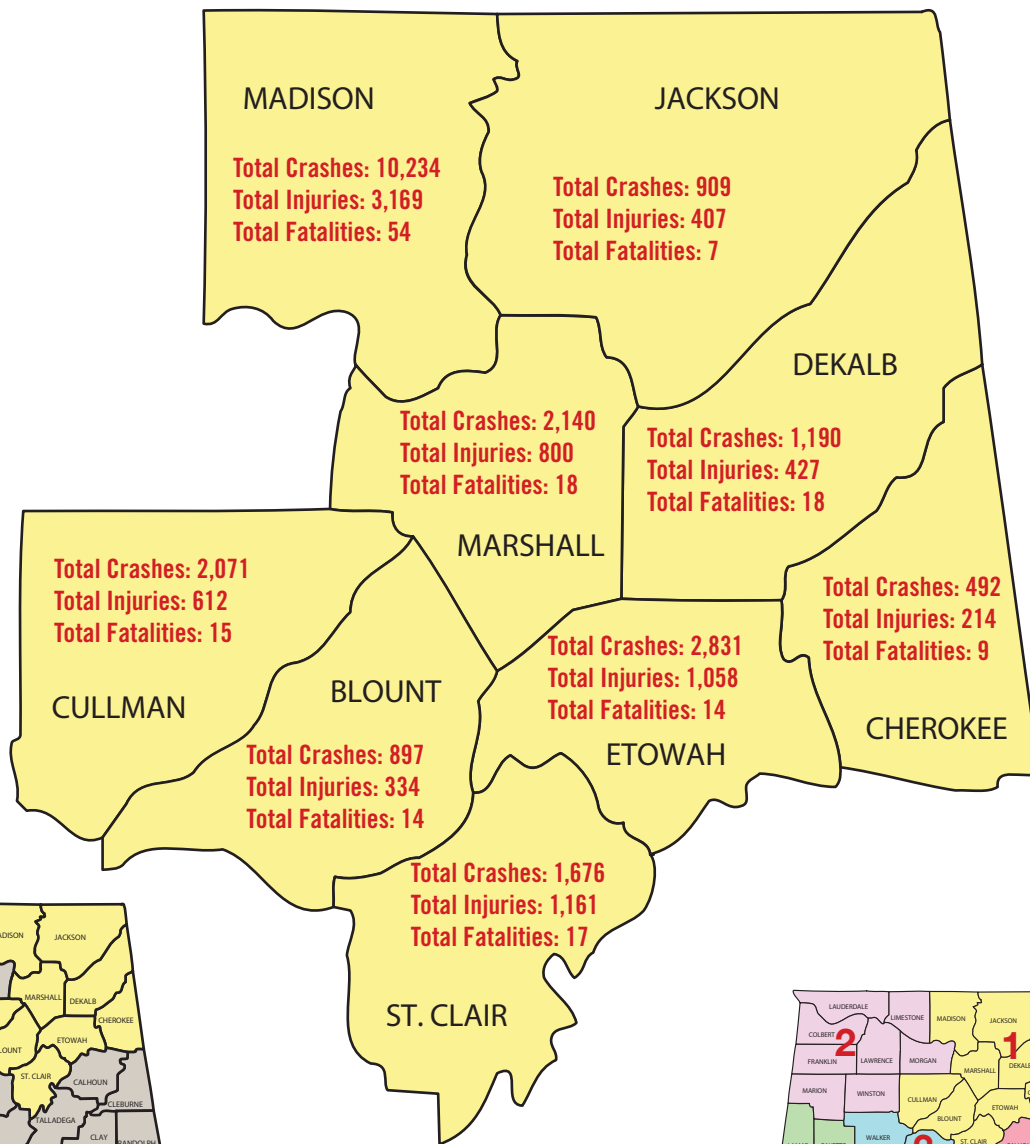 MADISON
Total Crashes: 10,234
Total Injuries: 3,169
Total Fatalities: 54
JACKSON
Total Crashes: 909
Total Injuries: 407
Total Fatalities: 7
DEKALB
Total Crashes: 1,190
Total Injuries: 427
Total Fatalities: 18
Total Crashes: 2,140
Total Injuries: 800
Total Fatalities: 18
MARSHALL
Total Crashes: 2,071
Total Injuries: 612
Total Fatalities: 15
CULLMAN
BLOUNT
Total Crashes: 897
Total Injuries: 334
Total Fatalities: 14
Total Crashes: 2,831
Total Injuries: 1,058
Total Fatalities: 14
ETOWAH
Total Crashes: 492
Total Injuries: 214
Total Fatalities: 9
CHEROKEE
Total Crashes: 1,676
Total Injuries: 1,161
Total Fatalities: 17
ST. CLAIR
ADISON
JACKSON
MARSHALL
DEKALB
CHEROKEE
LOUNT
ETOWAH
ST. CLAIR
CALHOUN
CLEBURNE
TALLADEGA
CLAY
RANDOLPH
LAUDERDALE
LIMESTONE
MADISON
JACKSON
COLBERT
2
1
FRANKLIN
LAWRENCE
MORGAN
MARSHALL
DEKALB
MARION
WINSTON
CULLMAN
ETOWAH
BLOUNT
WALKER
ST. CLAIR